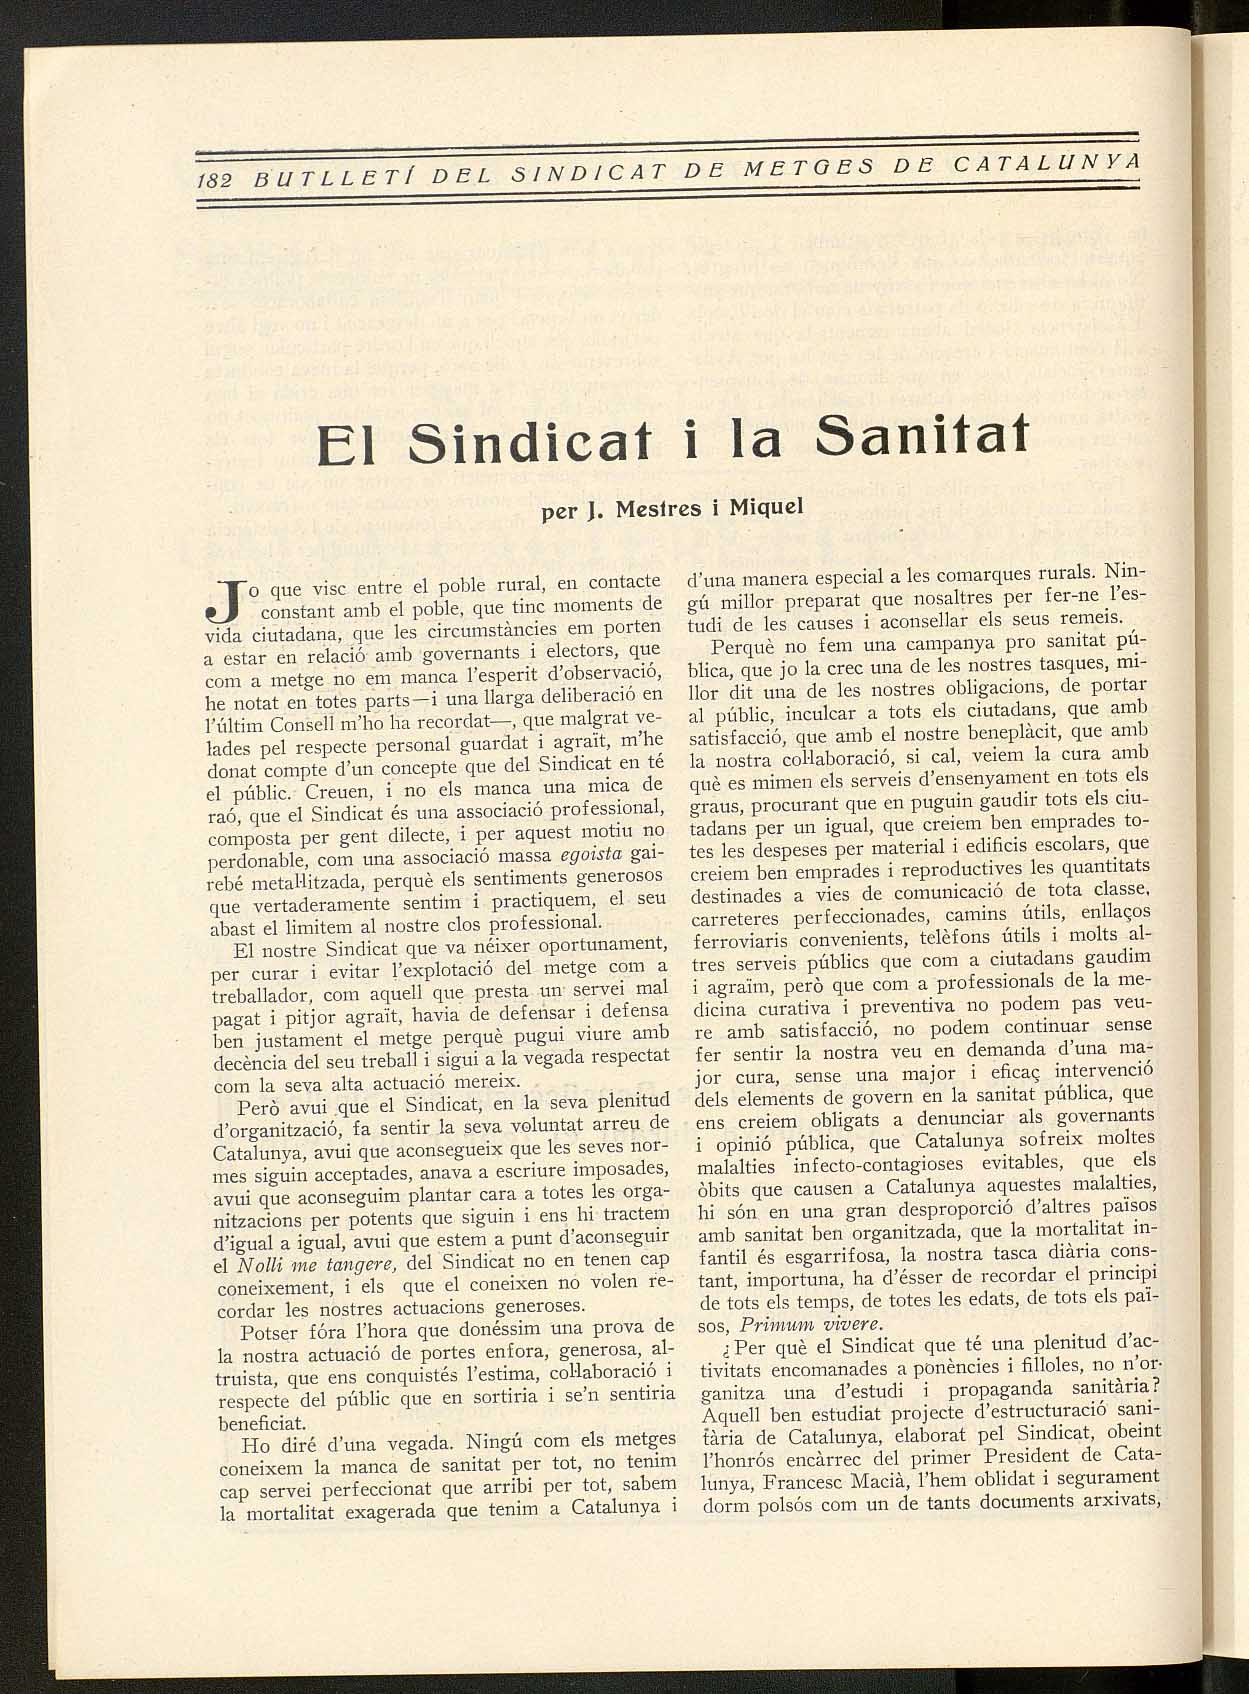 182 BUTLLETÍ DEL SINDICAT DE METGES DE CATALUNYA
El Sindicat i la Sanitat
per J. Mestres i Miquel
Jo que visc entre el poble rural, en contacte
constant amb el poble, que tinc moments de
vida ciutadana, que les circumstàncies em porten
a estar en relació amb governants i electors, que
com a metge no em manca l'esperit d'observació,
he notat en totes parts—i una llarga deliberació en
l'últim Consell m'ho ha recordat—, que malgrat ve-
lades pel respecte personal guardat i agraït, m'he
donat compte d'un concepte que del Sindicat en té
el públic. Creuen, i no els manca una mica de
raó, que el Sindicat és una associació professional,
composta per gent dilecte, i per aquest motiu no
perdonable, com una associació massa egoista gai-
rebé metal·litzada, perquè els sentiments generosos
que vertaderament sentim i practiquem, el seu
abast el limitem al nostre clos professional.
El nostre Sindicat que va néixer oportunament,
per curar i evitar l'explotació del metge com a
treballador, com aquell que presta un servei mal
pagat i pitjor agraït, havia de defensar i defensa
ben justament el metge perquè pugui viure amb
decència del seu treball i sigui a la vegada respectat
com la seva alta actuació mereix.
Però avui que el Sindicat, en la seva plenitud
d'organització, fa sentir la seva voluntat arreu de
Catalunya, avui que aconsegueix que les seves nor-
mes siguin acceptades, anava a escriure imposades,
avui que aconseguim plantar cara a totes les orga-
nitzacions per potents que siguin i ens hi tractem
d'igual a igual, avui que estem a punt d'aconseguir
el Nolli me tangere, del Sindicat no en tenen cap
coneixement, i els que el coneixen no volen re-
cordar les nostres actuacions generoses.
Potser fóra l'hora que donéssim una prova de
la nostra actuació de portes enfora, generosa, al-
truista, que ens conquistés l'estima, col·laboració i
respecte del públic que en sortiria i se'n sentiria
beneficiat.
Ho diré d'una vegada. Ningú com els metges
coneixem la manca de sanitat per tot, no tenim
cap servei perfeccionat que arribi per tot, sabem
la mortalitat exagerada que tenim a Catalunya i
d'una manera especial a les comarques rurals. Nin-
gú millor preparat que nosaltres per fer-ne l'es-
tudi de les causes i aconsellar els seus remeis.
Perquè no fem una campanya pro sanitat pú-
blica, que jo la crec una de les nostres tasques, mi-
llor dit una de les nostres obligacions, de portar
al públic, inculcar a tots els ciutadans, que amb
satisfacció, que amb el nostre beneplàcit, que amb
la nostra col·laboració, si cal, veiem la cura amb
què es mimen els serveis d'ensenyament en tots els
graus, procurant que en puguin gaudir tots els ciu-
tadans per un igual, que creiem ben emprades to-
tes les despeses per material i edificis escolars, que
creiem ben emprades i reproductives les quantitats
destinades a vies de comunicació de tota classe,
carreteres perfeccionades, camins útils, enllaços
ferroviaris convenients, telèfons útils i molts al-
tres serveis públics que com a ciutadans gaudim
i agraïm, però que com a professionals de la me-
dicina curativa i preventiva no podem pas veu-
re amb satisfacció, no podem continuar sense
fer sentir la nostra veu en demanda d'una ma-
jor cura, sense una major i eficaç intervenció
dels elements de govern en la sanitat pública, que
ens creiem obligats a denunciar als governants
i opinió pública, que Catalunya sofreix moltes
malalties infecto-contagioses evitables, que els
òbits que causen a Catalunya aquestes malalties,
hi són en una gran desproporció d'altres països
amb sanitat ben organitzada, que la mortalitat in-
fantil és esgarrifosa, la nostra tasca diària cons-
tant, importuna, ha d'ésser de recordar el principi
de tots els temps, de totes les edats, de tots els paï-
sos, Primum vivere.
¿Per què el Sindicat que té una plenitud d'ac-
tivitats encomanades a ponències i filloles, no n'or-
ganitza una d'estudi i propaganda sanitària?
Aquell ben estudiat projecte d'estructuració sani-
tària de Catalunya, elaborat pel Sindicat, obeint
l'honrós encàrrec del primer President de Cata-
lunya, Francesc Macià, l'hem oblidat i segurament
dorm polsós com un de tants documents arxivats,